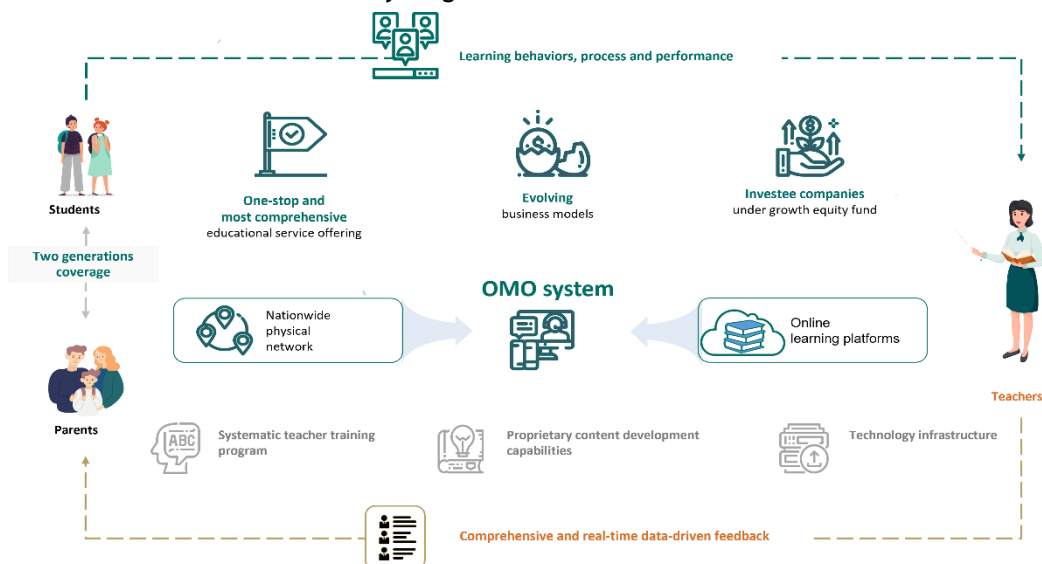 Learning behaviors, process and performance
Students
One-stop and
most comprehensive
educational service offering
Evolving
business models
Investee companies
under growth equity fund
Two generations
coverage
OMO system
Nationwide
physical
network
Online
learning platforms
Parents
Teachers
ABC
Systematic teacher training
program
Proprietary content development
capabilities
Technology infrastructure
Comprehensive and real-time data-driven feedback